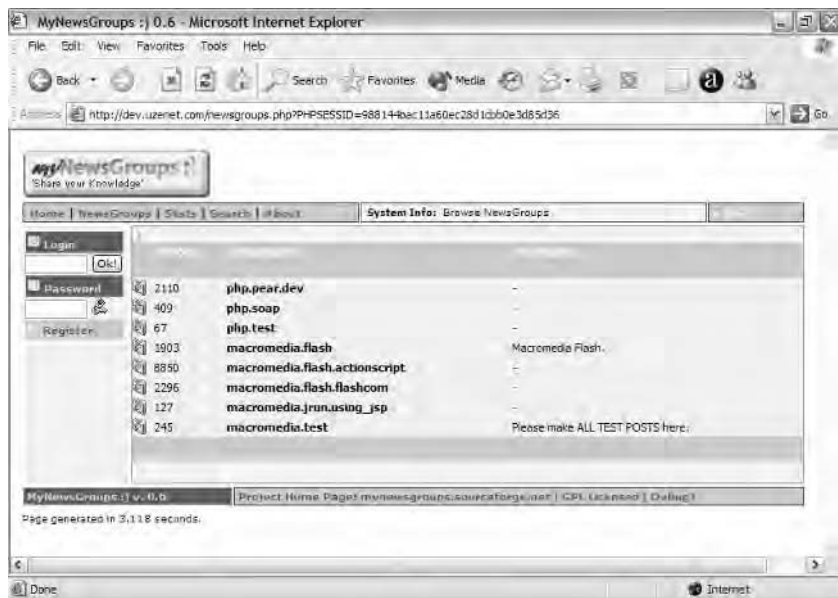 MyNewsGroups :) 0.6 - Microsoft Internet Explorer
File Edit View Favorites Tools Help
Back Search Favorites Media
Address http://dev.uzenet.com/newsgroups.php?PHPSESSID=988144bac11a60ec28d1cbb0e3d85d36 Go
myNewsGroups :)
'Share your Knowledge'
Home | NewsGroups | Stats | Search | About System Info: Browse NewsGroups
Login
Ok!
Password
Register
2110 php.pear.dev -
409 php.soap -
67 php.test -
1903 macromedia.flash Macromedia Flash.
8850 macromedia.flash.actionscript -
2296 macromedia.flash.flashcom -
127 macromedia.jrun.using_jsp -
245 macromedia.test Please make ALL TEST POSTS here.
MyNewsGroups :) v. 0.6 Project Home Page: mynewsgroups.sourceforge.net | GPL Licensed | Debug!
Page generated in 3,118 seconds.
Done Internet